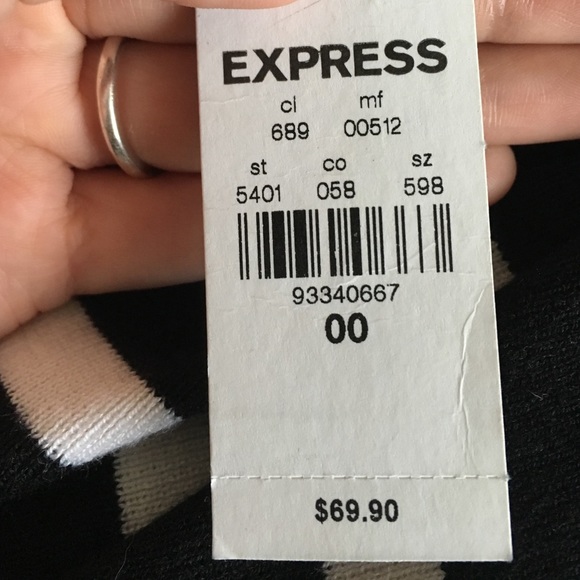 EXPRESS
cl mf
689 00512
st co sz
5401 058 598
93340667
00
$69.90